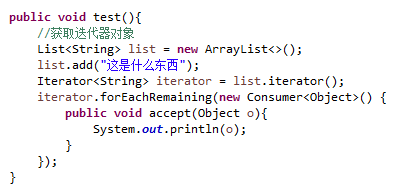 public void test(){
//获取迭代器对象
List<String> list = new ArrayList<>();
list.add("这是什么东西");
Iterator<String> iterator = list.iterator();
iterator.forEachRemaining(new Consumer<Object>() {
public void accept(Object o){
System.out.println(o);
}
});
}